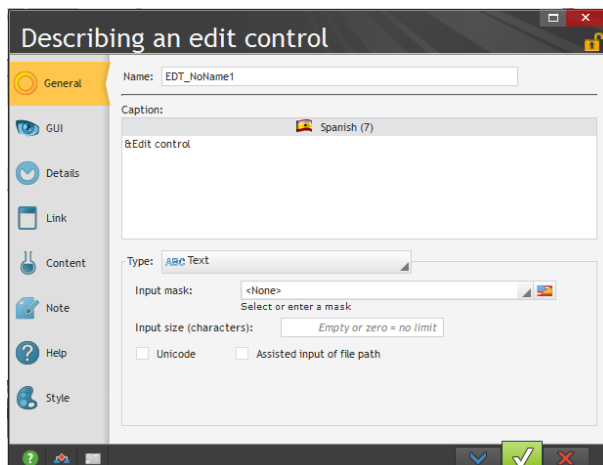 Describing an edit control
General
GUI
Details
Link
Content
Note
Help
Style
Name: EDT_NoName1
Caption:
Spanish (7)
&Edit control
Type: ABC Text
Input mask: <None>
Select or enter a mask
Input size (characters): Empty or zero = no limit
Unicode Assisted input of file path